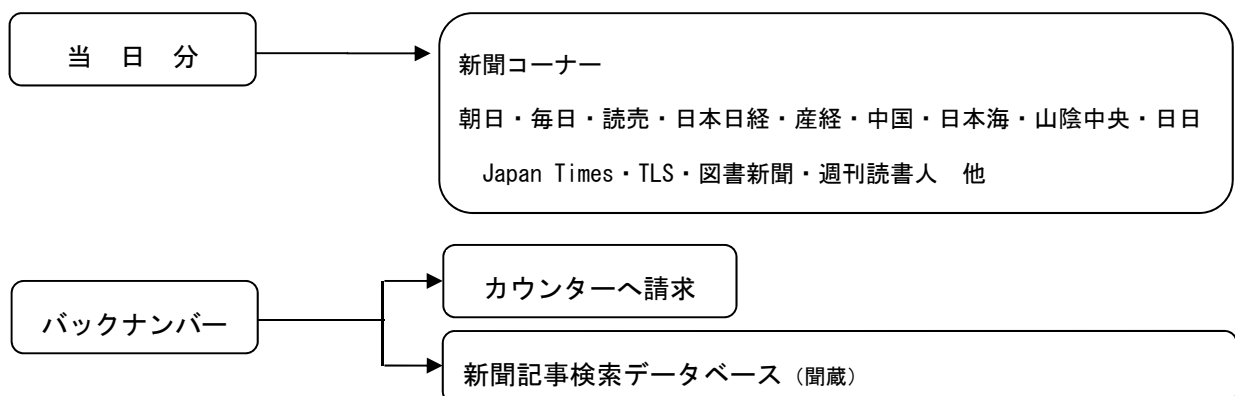 当　日　分
新聞コーナー
朝日・毎日・読売・日本日経・産経・中国・日本海・山陰中央・日日
Japan Times・TLS・図書新聞・週刊読書人　他
バックナンバー
カウンターへ請求
新聞記事検索データベース（聞蔵）